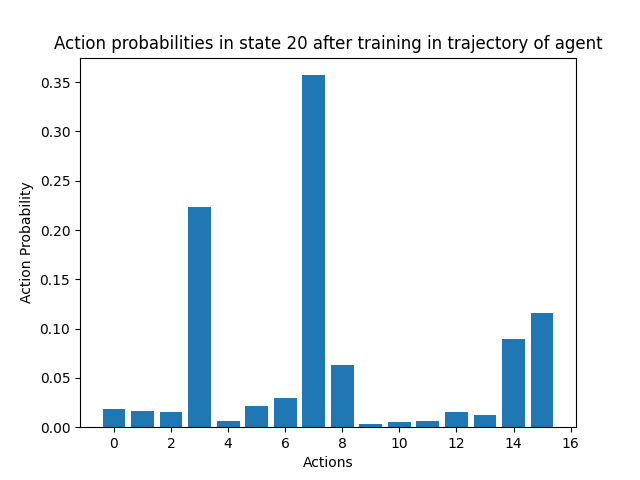 Action probabilities in state 20 after training in trajectory of agent
0.35
0.30
0.25
0.20
0.15
0.10
0.05
0.00
Action Probability
0 2 4 6 8 10 12 14 16
Actions